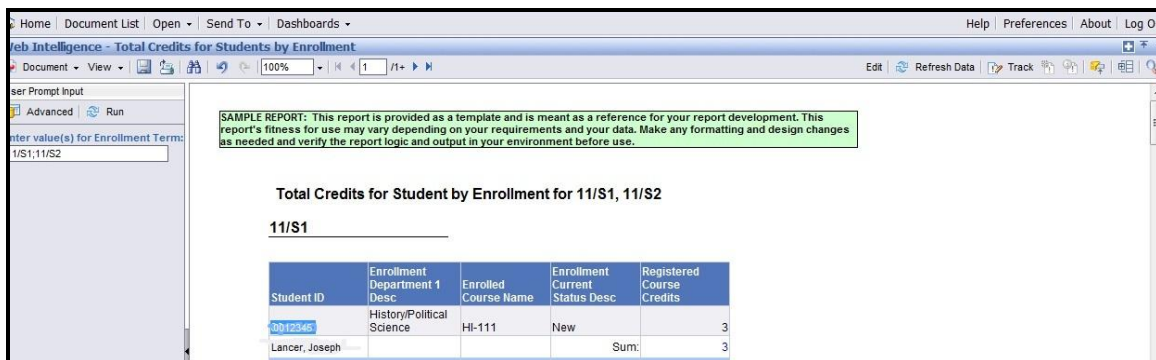 Home Document List Open Send To Dashboards Help Preferences About Log O
eb Intelligence - Total Credits for Students by Enrollment
Document View 100% 1 /1+ Edit Refresh Data Track
ser Prompt Input
Advanced Run
nter value(s) for Enrollment Term:
1/S1;11/S2
SAMPLE REPORT: This report is provided as a template and is meant as a reference for your report development. This
report's fitness for use may vary depending on your requirements and your data. Make any formatting and design changes
as needed and verify the report logic and output in your environment before use.
Total Credits for Student by Enrollment for 11/S1, 11/S2
11/S1
Student ID
Enrollment
Department 1
Desc
Enrolled
Course Name
Enrollment
Current
Status Desc
Registered
Course
Credits
0012345
History/Political
Science
HI-111
New
3
Lancer, Joseph
Sum:
3